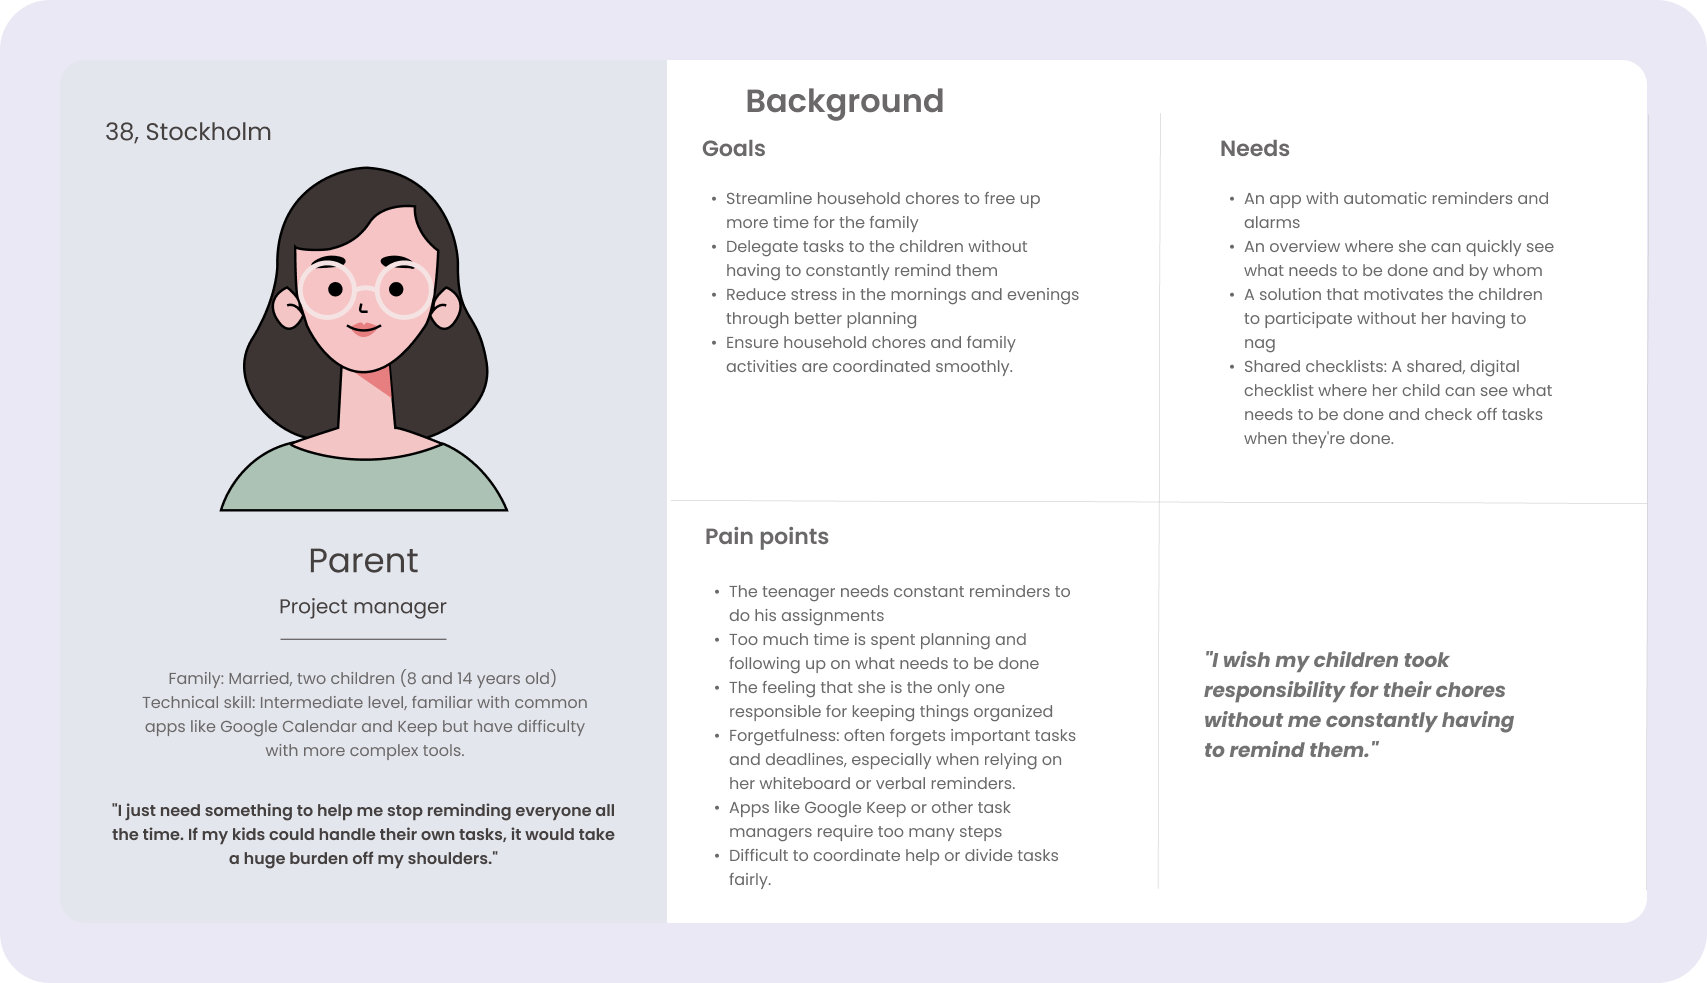 38, Stockholm
Parent
Project manager
Family: Married, two children (8 and 14 years old)
Technical skill: Intermediate level, familiar with common
apps like Google Calendar and Keep but have difficulty
with more complex tools.
"I just need something to help me stop reminding everyone all
the time. If my kids could handle their own tasks, it would take
a huge burden off my shoulders."
Background
Goals
• Streamline household chores to free up
more time for the family
• Delegate tasks to the children without
having to constantly remind them
• Reduce stress in the mornings and evenings
through better planning
• Ensure household chores and family
activities are coordinated smoothly.
Needs
• An app with automatic reminders and
alarms
• An overview where she can quickly see
what needs to be done and by whom
• A solution that motivates the children
to participate without her having to
nag
• Shared checklists: A shared, digital
checklist where her child can see what
needs to be done and check off tasks
when they're done.
Pain points
• The teenager needs constant reminders to
do his assignments
• Too much time is spent planning and
following up on what needs to be done
• The feeling that she is the only one
responsible for keeping things organized
• Forgetfulness: often forgets important tasks
and deadlines, especially when relying on
her whiteboard or verbal reminders.
• Apps like Google Keep or other task
managers require too many steps
• Difficult to coordinate help or divide tasks
fairly.
"I wish my children took
responsibility for their chores
without me constantly having
to remind them."